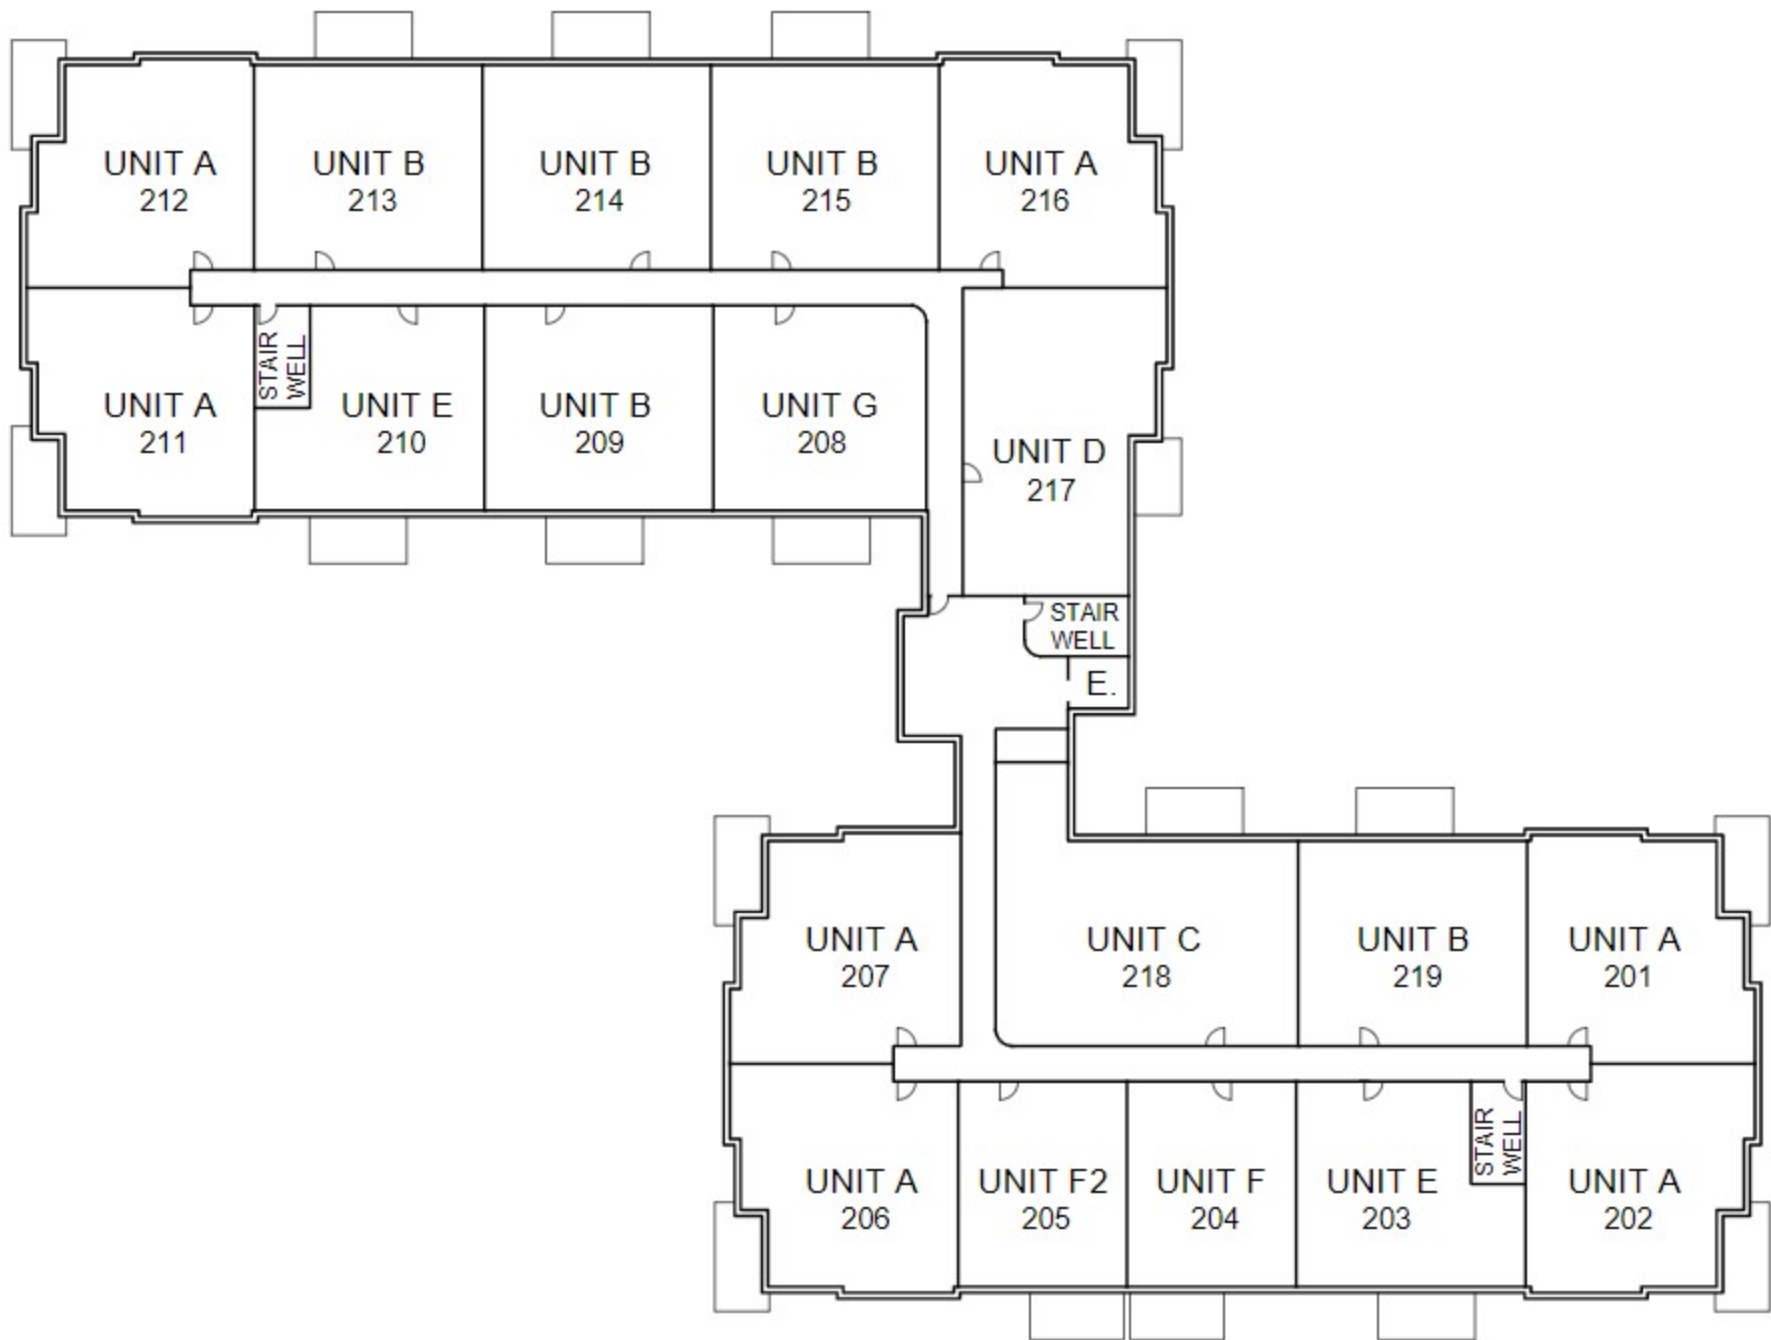 UNIT A
212
UNIT B
213
UNIT B
214
UNIT B
215
UNIT A
216
UNIT A
211
STAIR
WELL
UNIT E
210
UNIT B
209
UNIT G
208
UNIT D
217
STAIR
WELL
E.
UNIT A
207
UNIT C
218
UNIT B
219
UNIT A
201
UNIT A
206
UNIT F2
205
UNIT F
204
UNIT E
203
STAIR
WELL
UNIT A
202